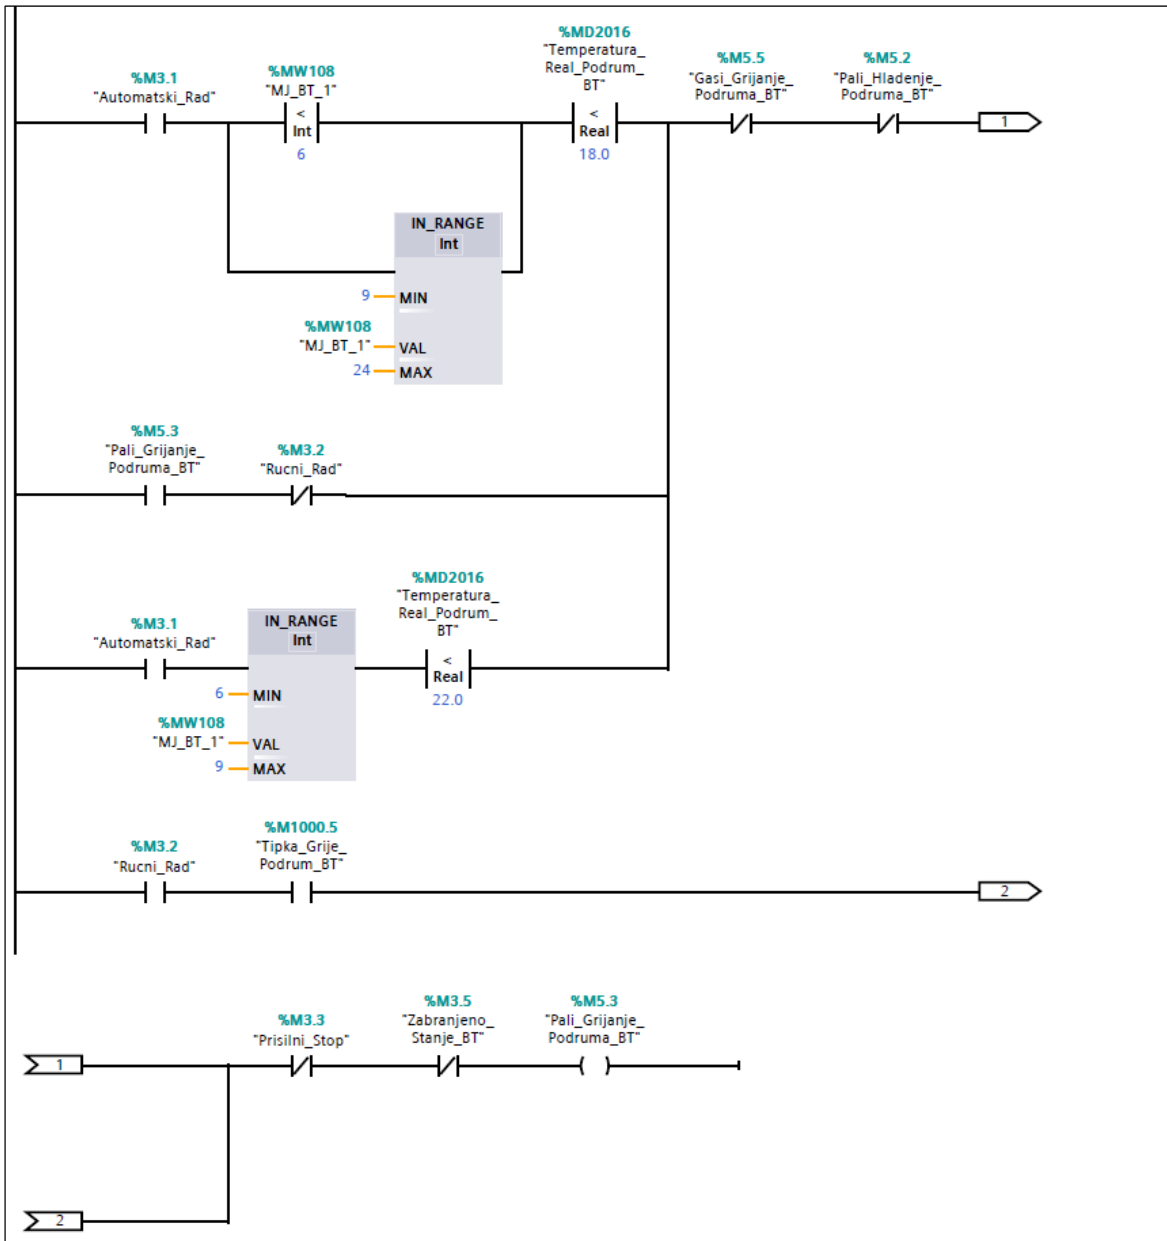 %MD2016
"Temperatura_
Real_Podrum_
BT"
%M3.1
"Automatski_Rad"
%MW108
"MJ_BT_1"
%M5.5
"Gasi_Grijanje_
Podruma_BT"
%M5.2
"Pali_Hladenje_
Podruma_BT"
<
Int
6
<
Real
18.0
1
IN_RANGE
Int
9
MIN
%MW108
"MJ_BT_1"
VAL
24
MAX
%M5.3
"Pali_Grijanje_
Podruma_BT"
%M3.2
"Rucni_Rad"
%MD2016
"Temperatura_
Real_Podrum_
BT"
%M3.1
"Automatski_Rad"
IN_RANGE
Int
<
Real
22.0
6
MIN
%MW108
"MJ_BT_1"
VAL
9
MAX
%M3.2
"Rucni_Rad"
%M1000.5
"Tipka_Grije_
Podrum_BT"
2
%M3.3
"Prisilni_Stop"
%M3.5
"Zabranjeno_
Stanje_BT"
%M5.3
"Pali_Grijanje_
Podruma_BT"
1
2